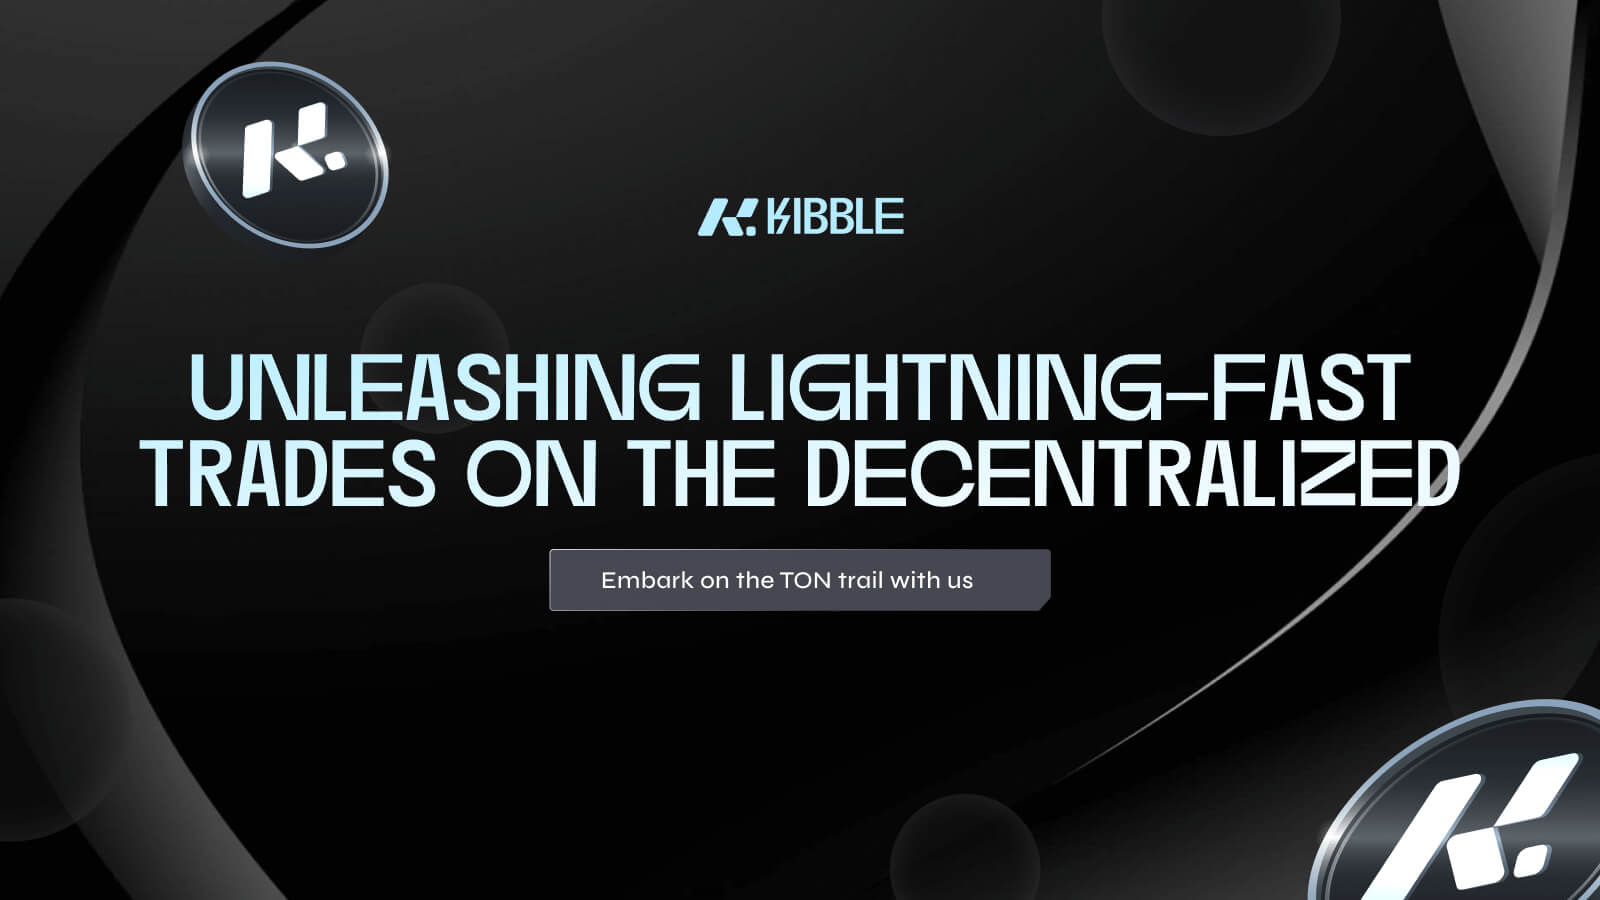 KIBBLE
UNLEASHING LIGHTNING-FAST
TRADES ON THE DECENTRALIZED
Embark on the TON trail with us